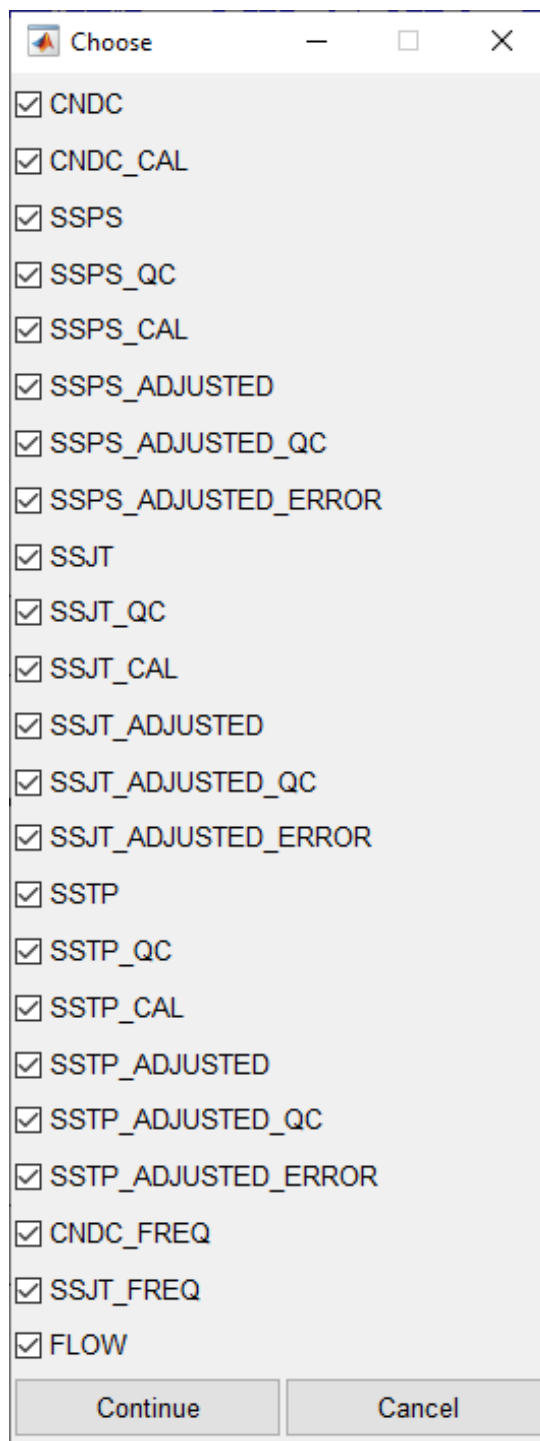 Choose
CNDC
CNDC_CAL
SSPS
SSPS_QC
SSPS_CAL
SSPS_ADJUSTED
SSPS_ADJUSTED_QC
SSPS_ADJUSTED_ERROR
SSJT
SSJT_QC
SSJT_CAL
SSJT_ADJUSTED
SSJT_ADJUSTED_QC
SSJT_ADJUSTED_ERROR
SSTP
SSTP_QC
SSTP_CAL
SSTP_ADJUSTED
SSTP_ADJUSTED_QC
SSTP_ADJUSTED_ERROR
CNDC_FREQ
SSJT_FREQ
FLOW
Continue Cancel